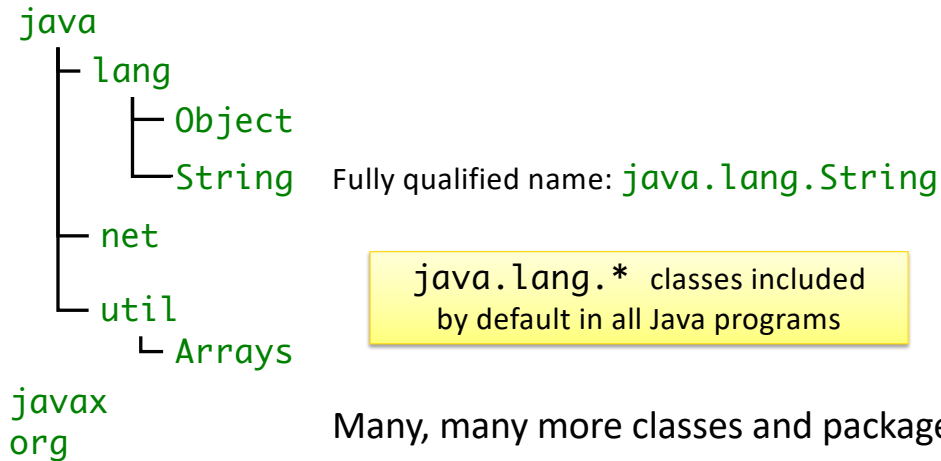 java
lang
Object
String Fully qualified name: java.lang.String
net
java.lang.* classes included
util
by default in all Java programs
Arrays
javax
Many, many more classes and package
org